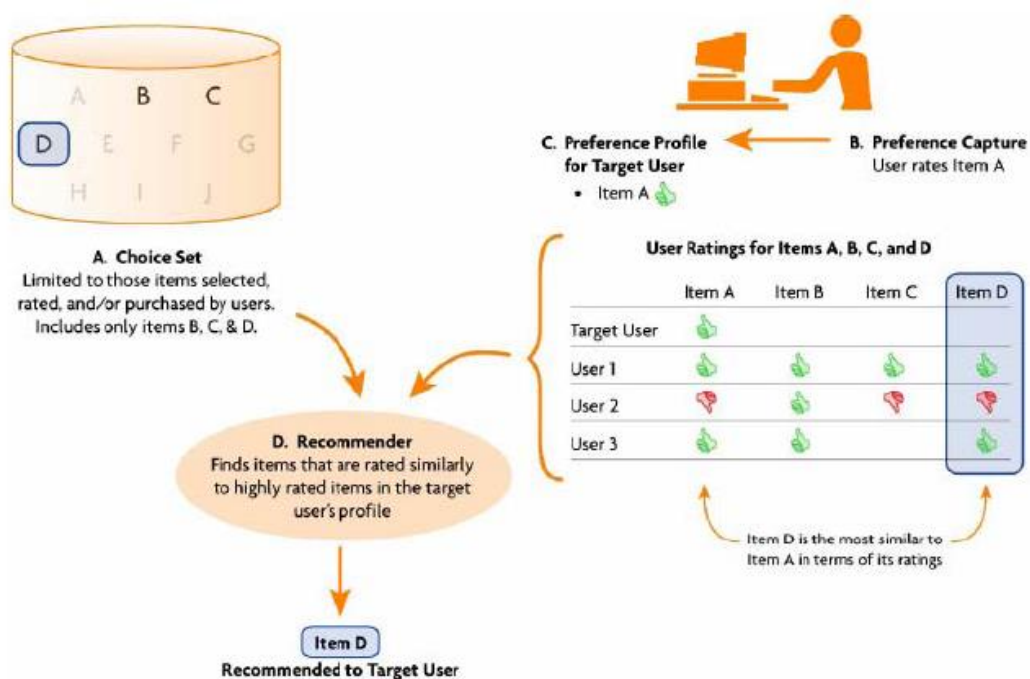 A B C
D E F G
H I J
A. Choice Set
Limited to those items selected,
rated, and/or purchased by users.
Includes only items B, C, & D.
C. Preference Profile
for Target User
• Item A
B. Preference Capture
User rates Item A
User Ratings for Items A, B, C, and D
Item A Item B Item C Item D
Target User
User 1
User 2
User 3
Item D is the most similar to
Item A in terms of its ratings
D. Recommender
Finds items that are rated similarly
to highly rated items in the target
user's profile
Item D
Recommended to Target User